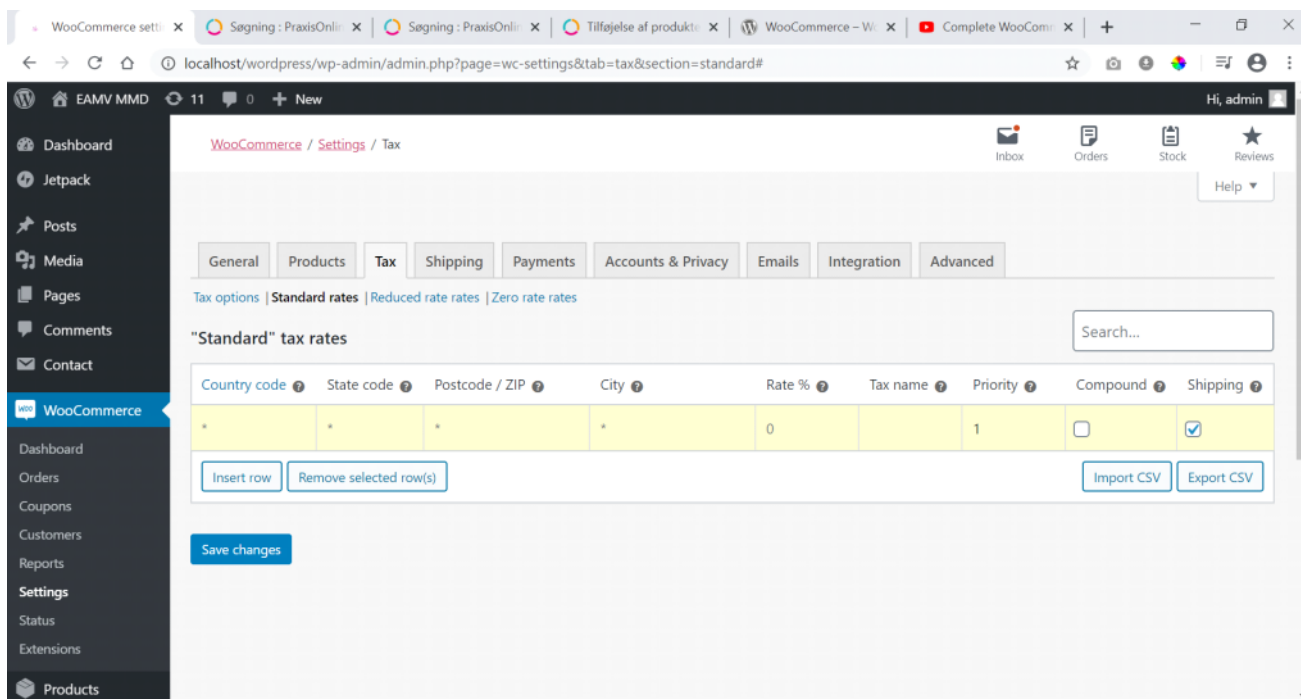 WooCommerce setti
Søgning : PraxisOnlin
Søgning : PraxisOnlin
Tilføjelse af produkte
WooCommerce – Wo
Complete WooComm
localhost/wordpress/wp-admin/admin.php?page=wc-settings&tab=tax&section=standard#
EAMV MMD 11 0 + New Hi, admin
Dashboard
Jetpack
Posts
Media
Pages
Comments
Contact
WooCommerce
Dashboard
Orders
Coupons
Customers
Reports
Settings
Status
Extensions
Products
WooCommerce / Settings / Tax
Inbox Orders Stock Reviews
Help ▼
General Products Tax Shipping Payments Accounts & Privacy Emails Integration Advanced
Tax options | Standard rates | Reduced rate rates | Zero rate rates
"Standard" tax rates
Search...
Country code State code Postcode / ZIP City Rate % Tax name Priority Compound Shipping
* * * * 0 1
Insert row Remove selected row(s) Import CSV Export CSV
Save changes